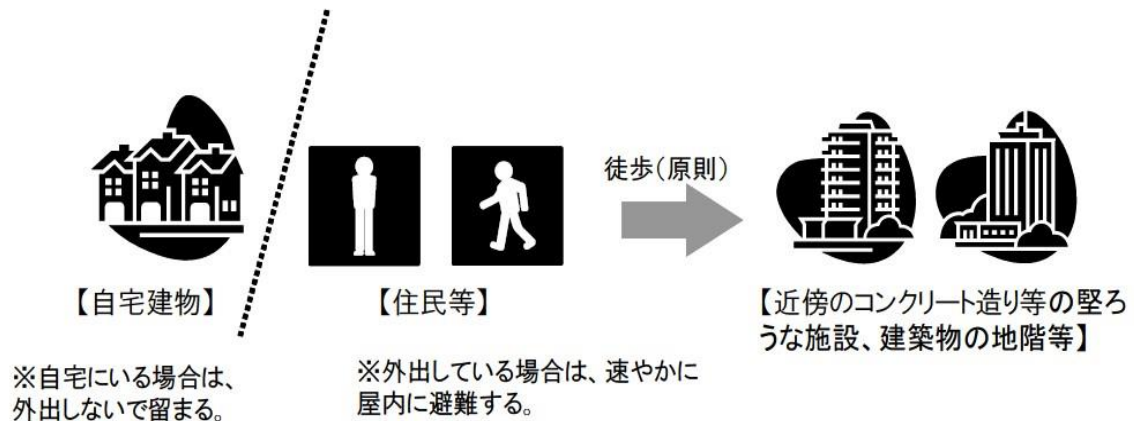 徒歩（原則）
【自宅建物】
【住民等】
【近傍のコンクリート造り等の堅ろ
うな施設、建築物の地階等】
※自宅にいる場合は、
外出しないで留まる。
※外出している場合は、速やかに
屋内に避難する。